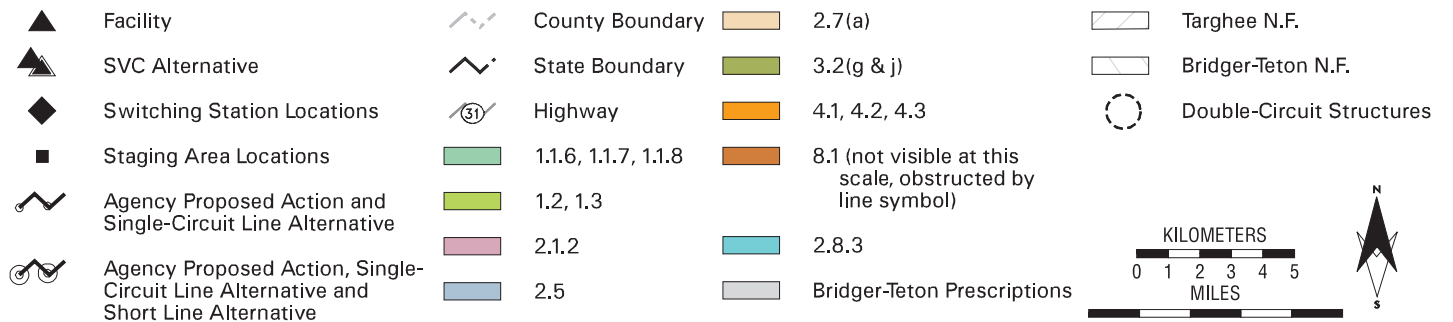 Facility
SVC Alternative
Switching Station Locations
Staging Area Locations
Agency Proposed Action and
Single-Circuit Line Alternative
Agency Proposed Action, Single-
Circuit Line Alternative and
Short Line Alternative
County Boundary
State Boundary
31
Highway
1.1.6, 1.1.7, 1.1.8
1.2, 1.3
2.1.2
2.5
2.7(a)
3.2(g & j)
4.1, 4.2, 4.3
8.1 (not visible at this
scale, obstructed by
line symbol)
2.8.3
Bridger-Teton Prescriptions
Targhee N.F.
Bridger-Teton N.F.
Double-Circuit Structures
KILOMETERS
0 1 2 3 4 5
MILES
N
S